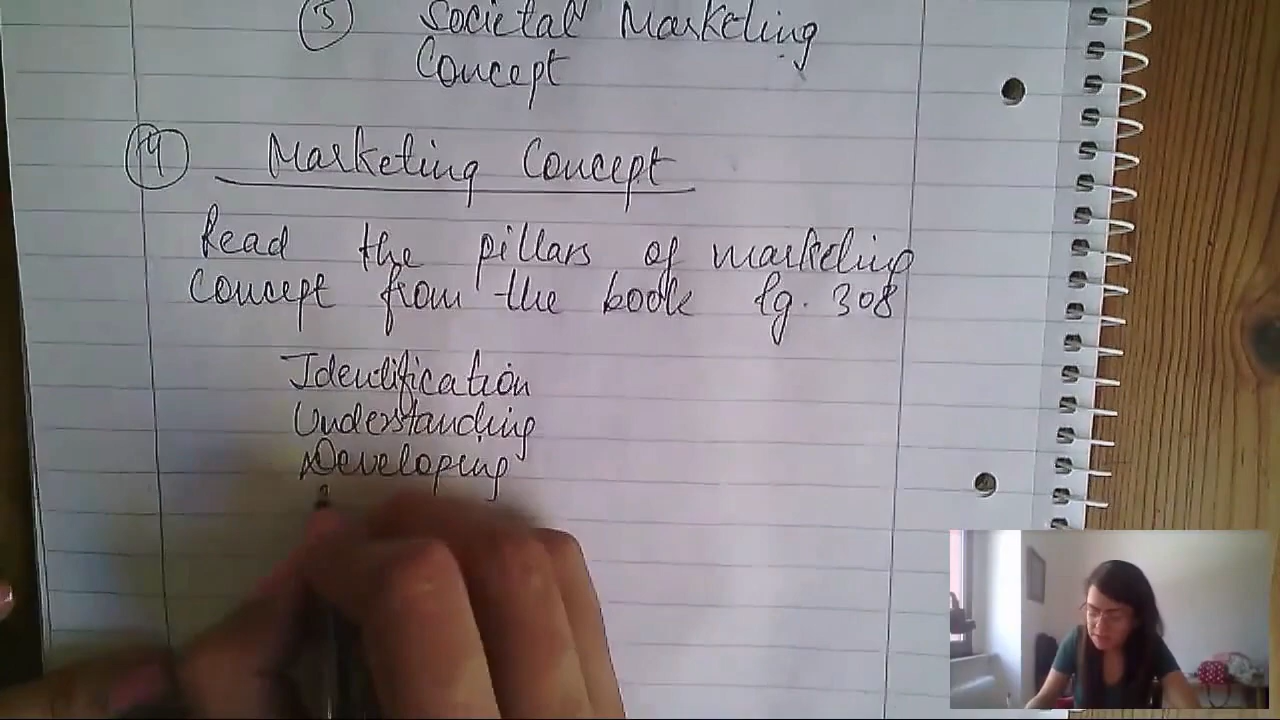 5 Societal Marketing
Concept
4 Marketing Concept
Read the pillars of marketing
Concept from the book Pg. 308
Identification
Understanding
Developing